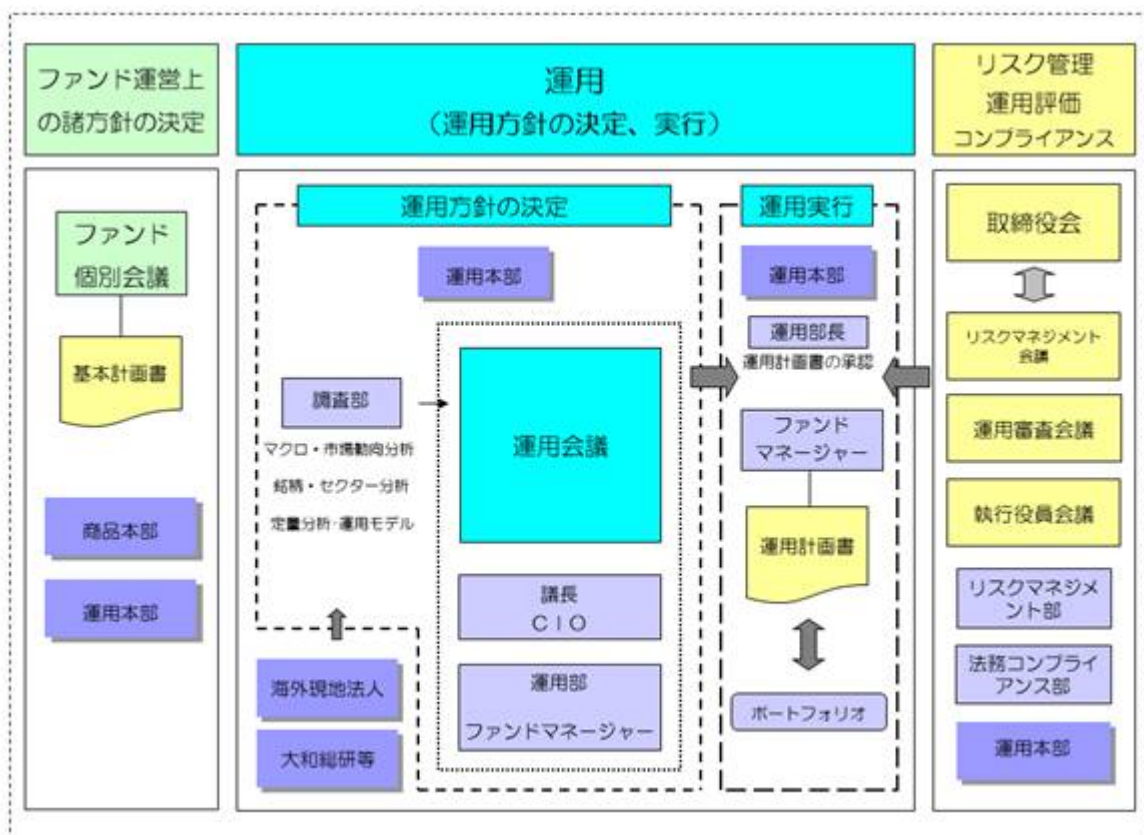 ファンド運営上
の諸方針の決定
運用
(運用方針の決定、実行)
リスク管理
運用評価
コンプライアンス
ファンド
個別会議
基本計画書
商品本部
運用本部
運用方針の決定
運用本部
調査部
マクロ・市場動向分析
銘柄・セクター分析
定量分析・運用モデル
運用会議
議長
CIO
運用部
ファンドマネージャー
海外現地法人
大和総研等
運用実行
運用本部
運用部長
運用計画書の承認
ファンド
マネージャー
運用計画書
ポートフォリオ
取締役会
リスクマネジメント
会議
運用審査会議
執行役員会議
リスクマネジメ
ント部
法務コンプライ
アンス部
運用本部